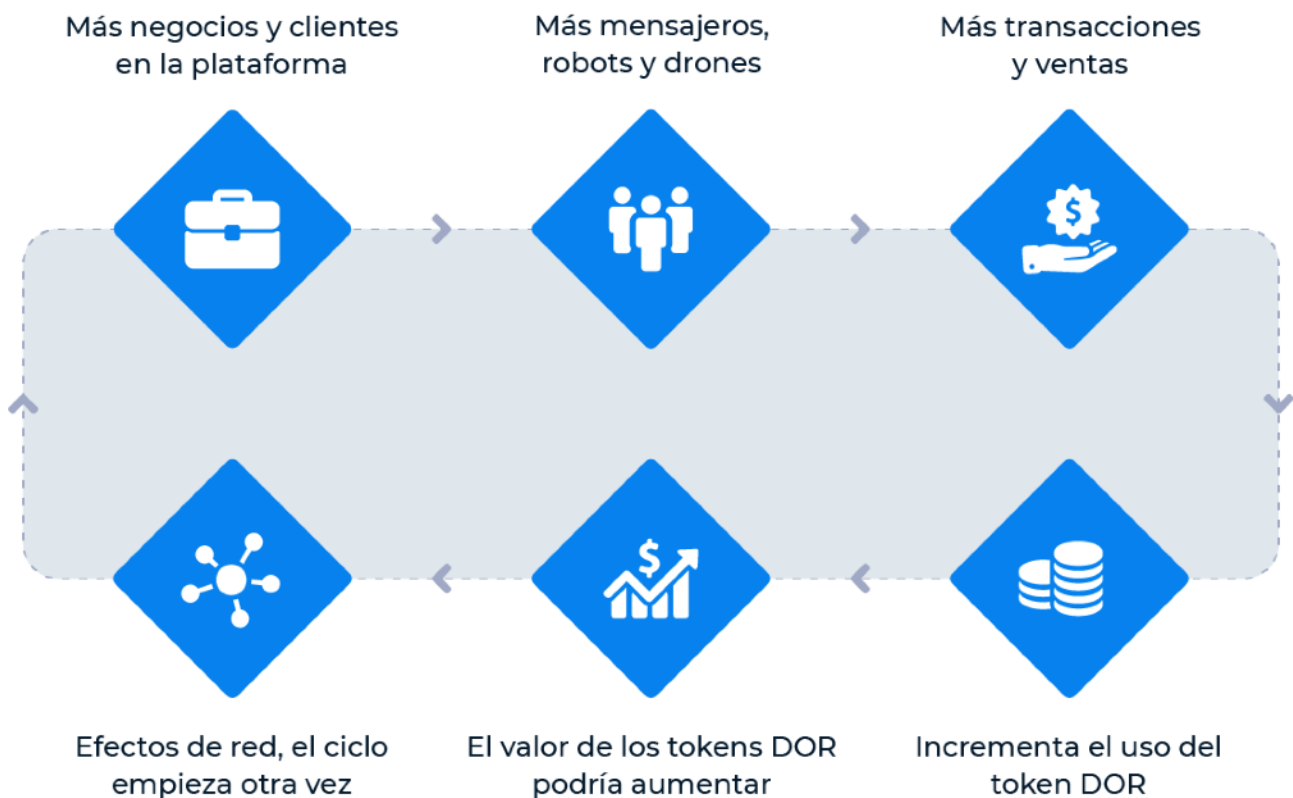 Más negocios y clientes
en la plataforma
Más mensajeros,
robots y drones
Más transacciones
y ventas
$
$
Efectos de red, el ciclo
empieza otra vez
El valor de los tokens DOR
podría aumentar
Incrementa el uso del
token DOR